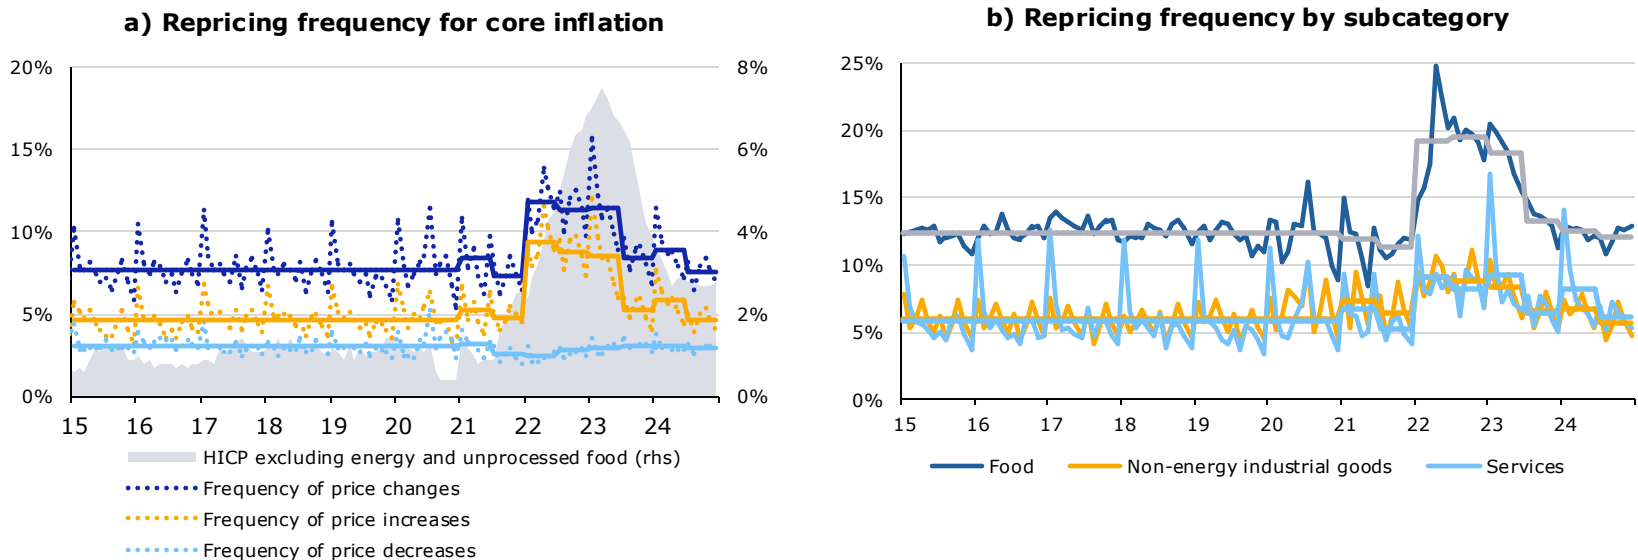 a) Repricing frequency for core inflation
20%
15%
10%
5%
0%
8%
6%
4%
2%
0%
15 16 17 18 19 20 21 22 23 24
HICP excluding energy and unprocessed food (rhs)
Frequency of price changes
Frequency of price increases
Frequency of price decreases
b) Repricing frequency by subcategory
25%
20%
15%
10%
5%
0%
15 16 17 18 19 20 21 22 23 24
Food Non-energy industrial goods Services